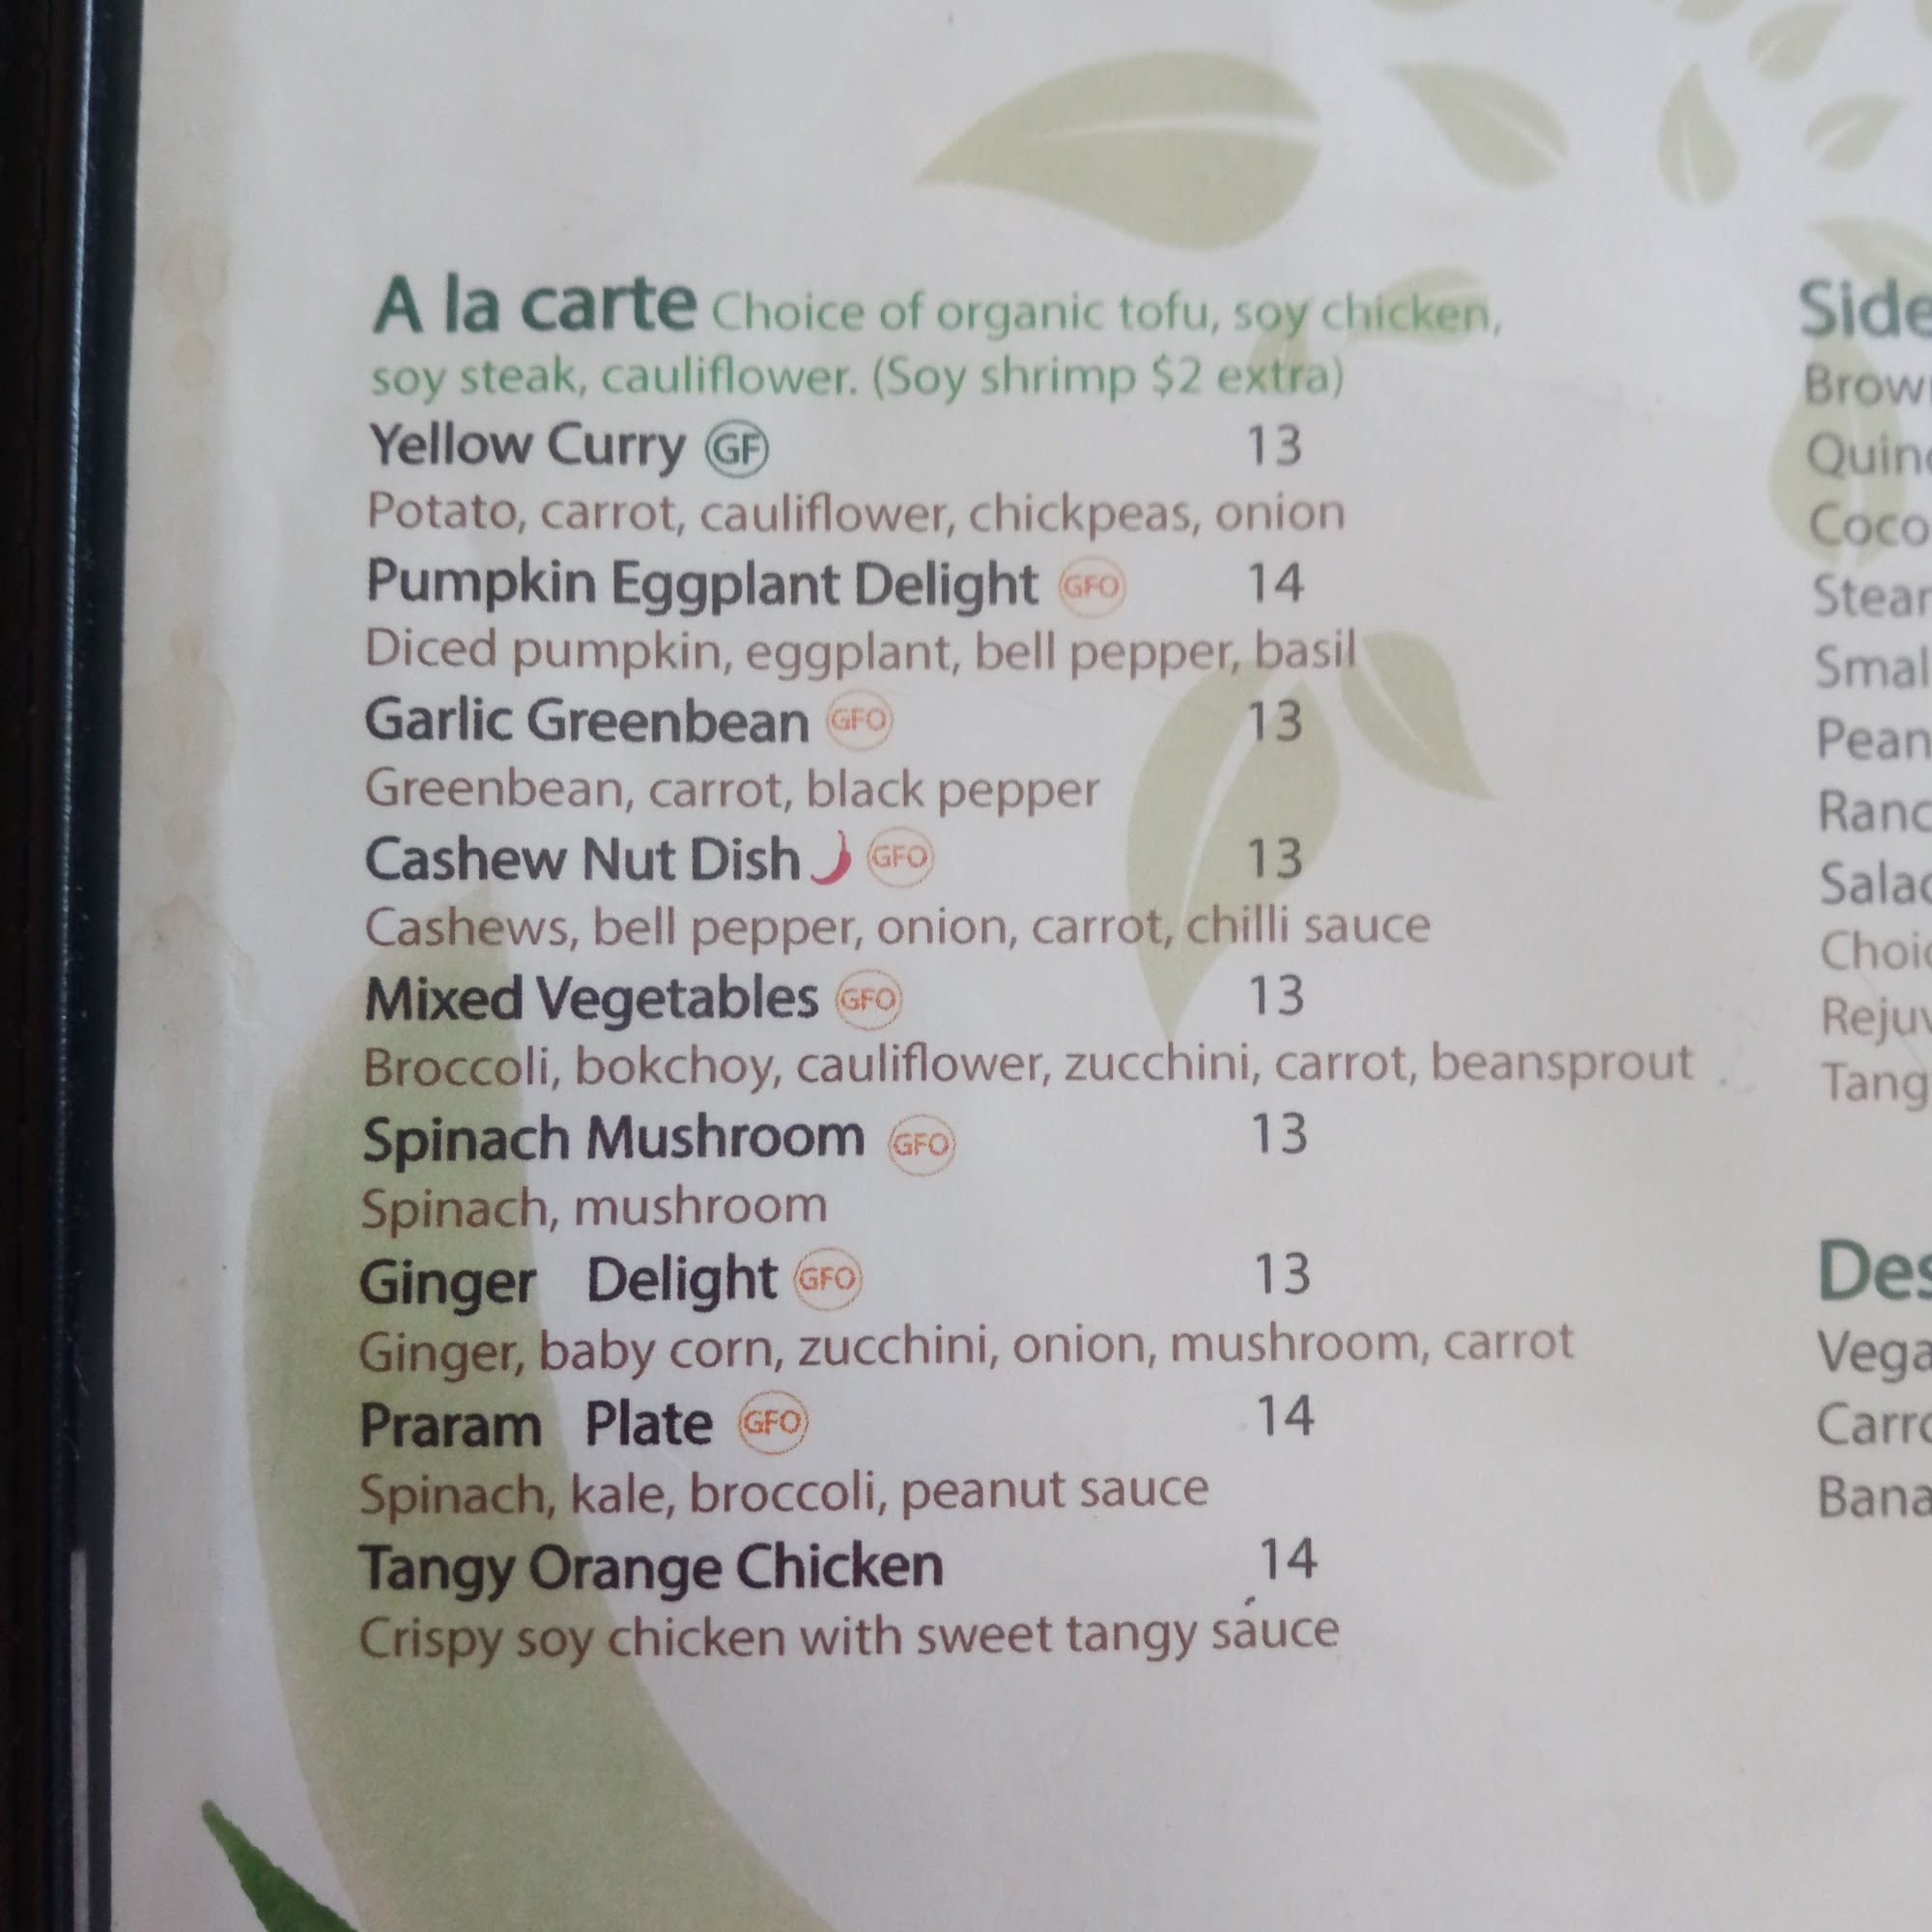 A la carte Choice of organic tofu, soy chicken,
soy steak, cauliflower. (Soy shrimp $2 extra)
Yellow Curry GF 13
Potato, carrot, cauliflower, chickpeas, onion
Pumpkin Eggplant Delight GFO 14
Diced pumpkin, eggplant, bell pepper, basil
Garlic Greenbean GFO 13
Greenbean, carrot, black pepper
Cashew Nut Dish GFO 13
Cashews, bell pepper, onion, carrot, chilli sauce
Mixed Vegetables GFO 13
Broccoli, bokchoy, cauliflower, zucchini, carrot, beansprout
Spinach Mushroom GFO 13
Spinach, mushroom
Ginger Delight GFO 13
Ginger, baby corn, zucchini, onion, mushroom, carrot
Praram Plate GFO 14
Spinach, kale, broccoli, peanut sauce
Tangy Orange Chicken 14
Crispy soy chicken with sweet tangy sauce
Side